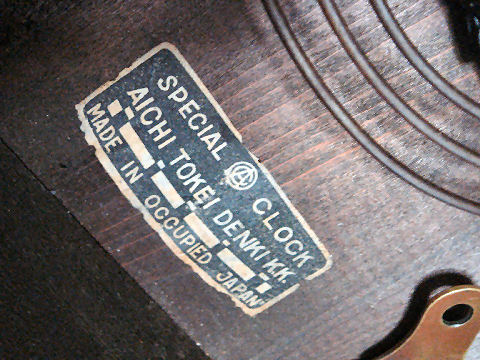 SPECIAL CLOCK
AICHI TOKEI DENKI K.K.
MADE IN OCCUPIED JAPAN